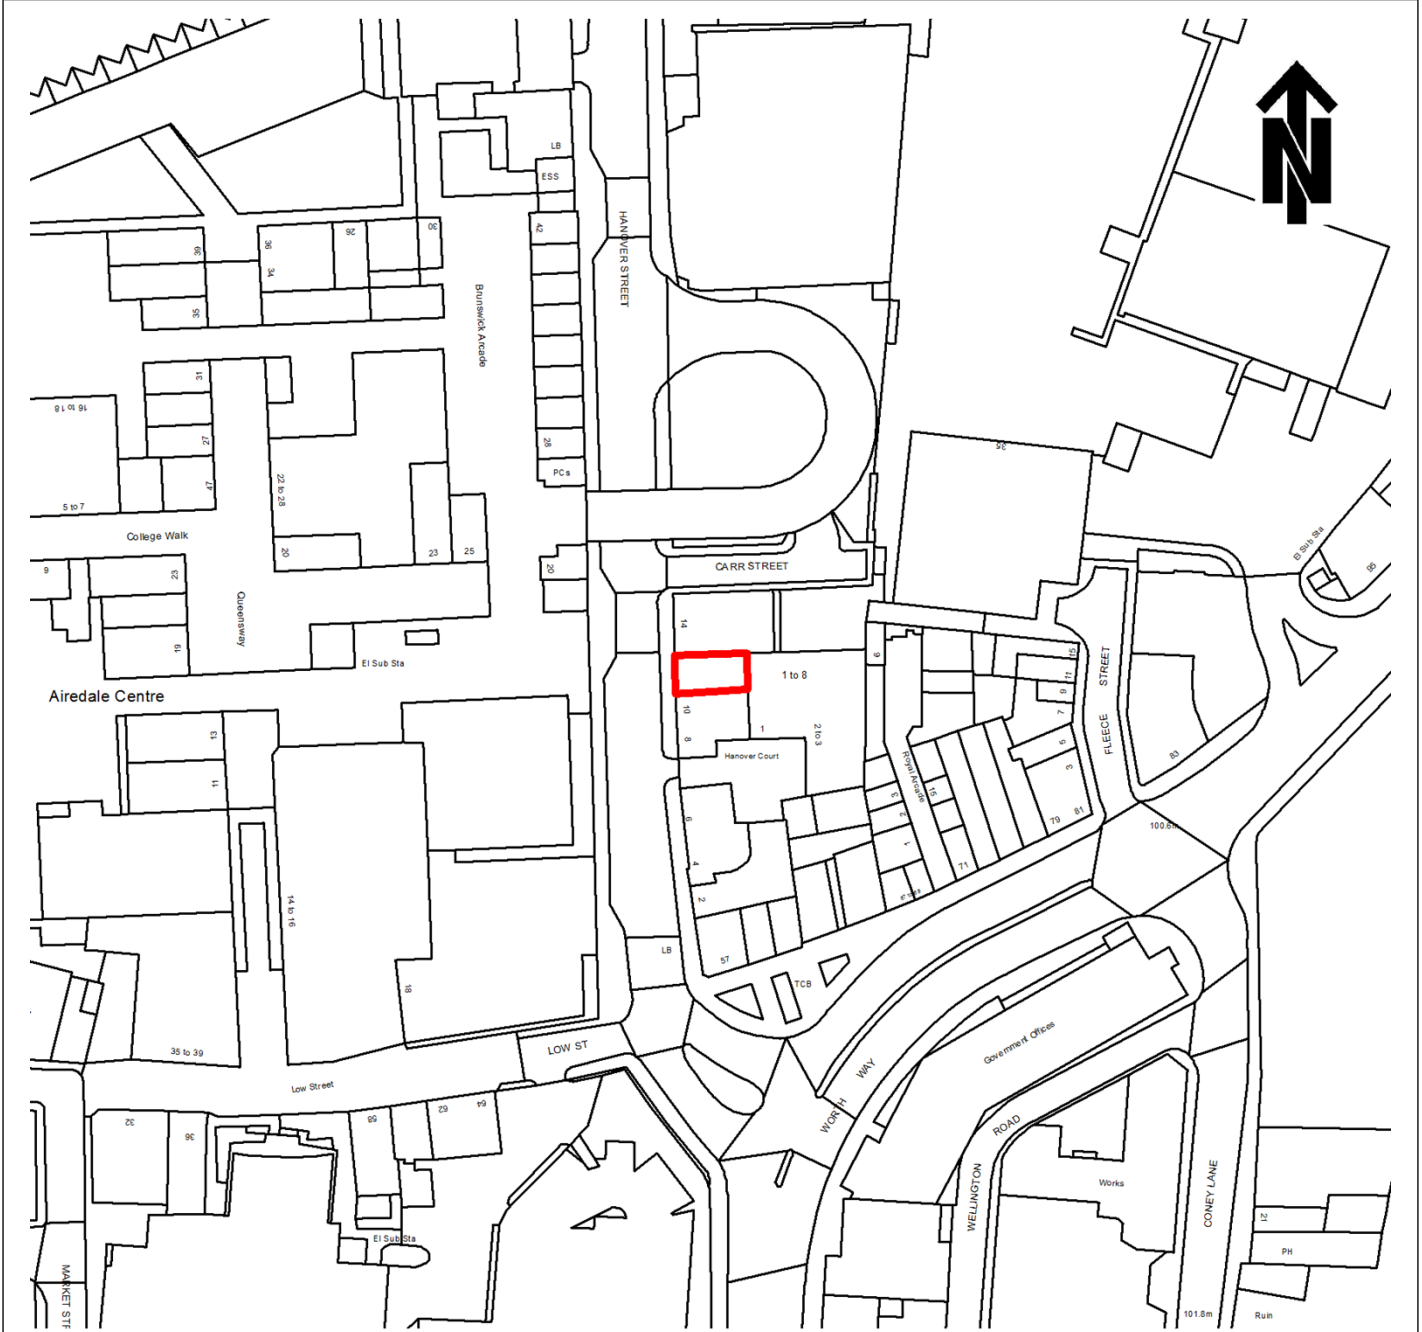 N
LB
ESS
HANOVER STREET
42
39
36
34
26
30
35
Brunswick Arcade
31
16 to 18
27
28
35
PCs
47
22 to 28
5 to 7
College Walk
El Sub Sta
95
20
23
25
20
CARR STREET
9
23
Queensway
14
19
El Sub Sta
9
15
11
9
7
STREET
FLEECE
1 to 8
Airedale Centre
10
8
1
2 to 3
Hanover Court
13
11
Royal Arcade
5
3
83
3
2
1
15
6
4
2
79
81
71
100.6m
14 to 16
57
LB
TCB
18
35 to 39
LOW ST
Low Street
Government Offices
WORTH WAY
32
36
58
62
64
WELLINGTON ROAD
Works
CONEY LANE
21
PH
El Sub Sta
MARKET STR
101.8m
Ruin